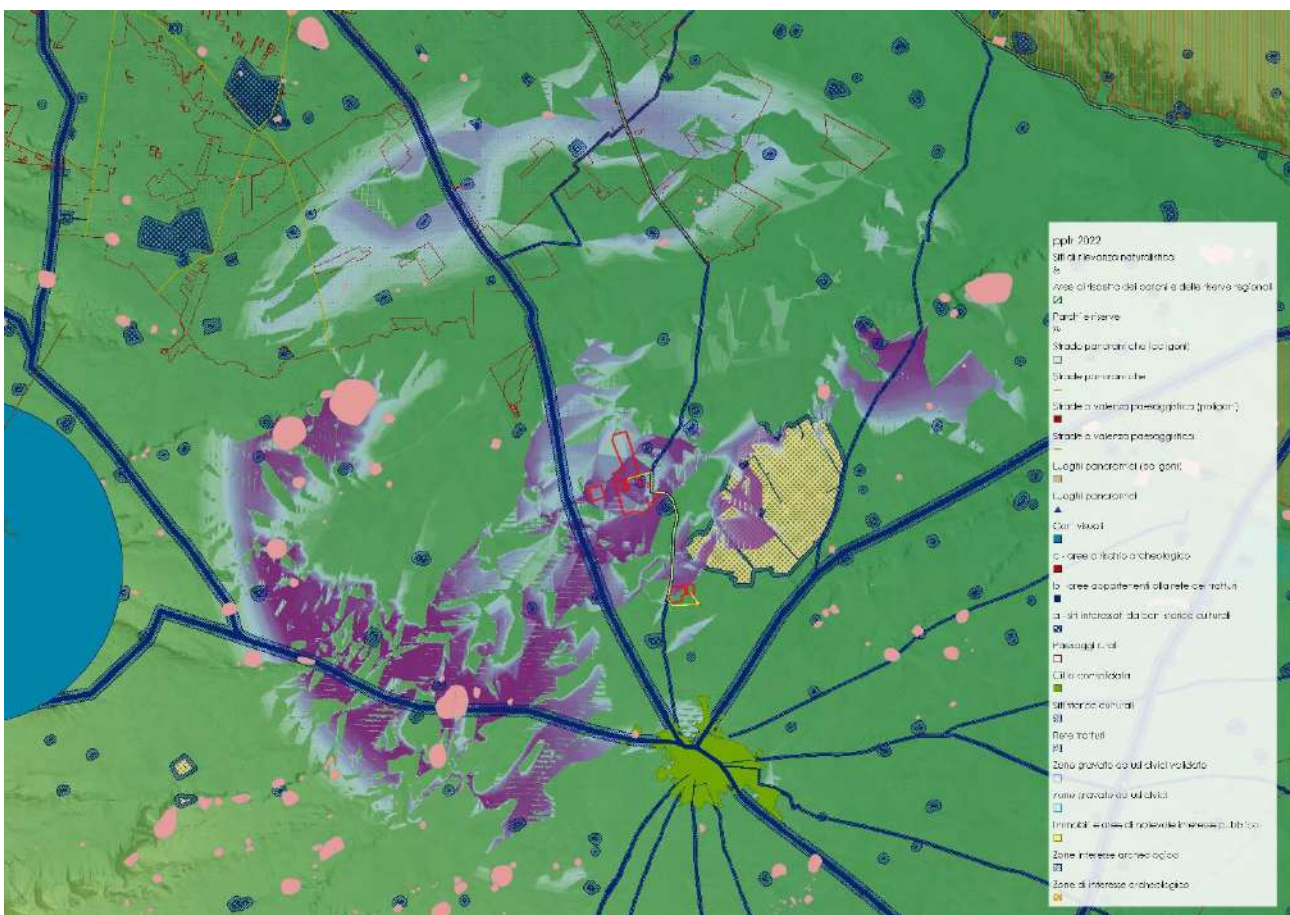 pptr 2022
Siti di rilevanza naturalistica
Aree di rispetto dei parchi e delle riserve regionali
Parchi e riserve
Strade panoramiche (poligoni)
Strade panoramiche
Strade a valenza paesaggistica (poligoni)
Strade a valenza paesaggistica
Luoghi panoramici (poligoni)
Luoghi panoramici
Coni visuali
c - aree a rischio archeologico
b - aree appartenenti alla rete dei tratturi
a - siti interessati da beni storico culturali
Paesaggi rurali
Città consolidata
Siti storico culturali
Rete tratturi
Zone gravate da usi civici validate
Zone gravate da usi civici
Immobili e aree di notevole interesse pubblico
Zone interesse archeologico
Zone di interesse archeologico